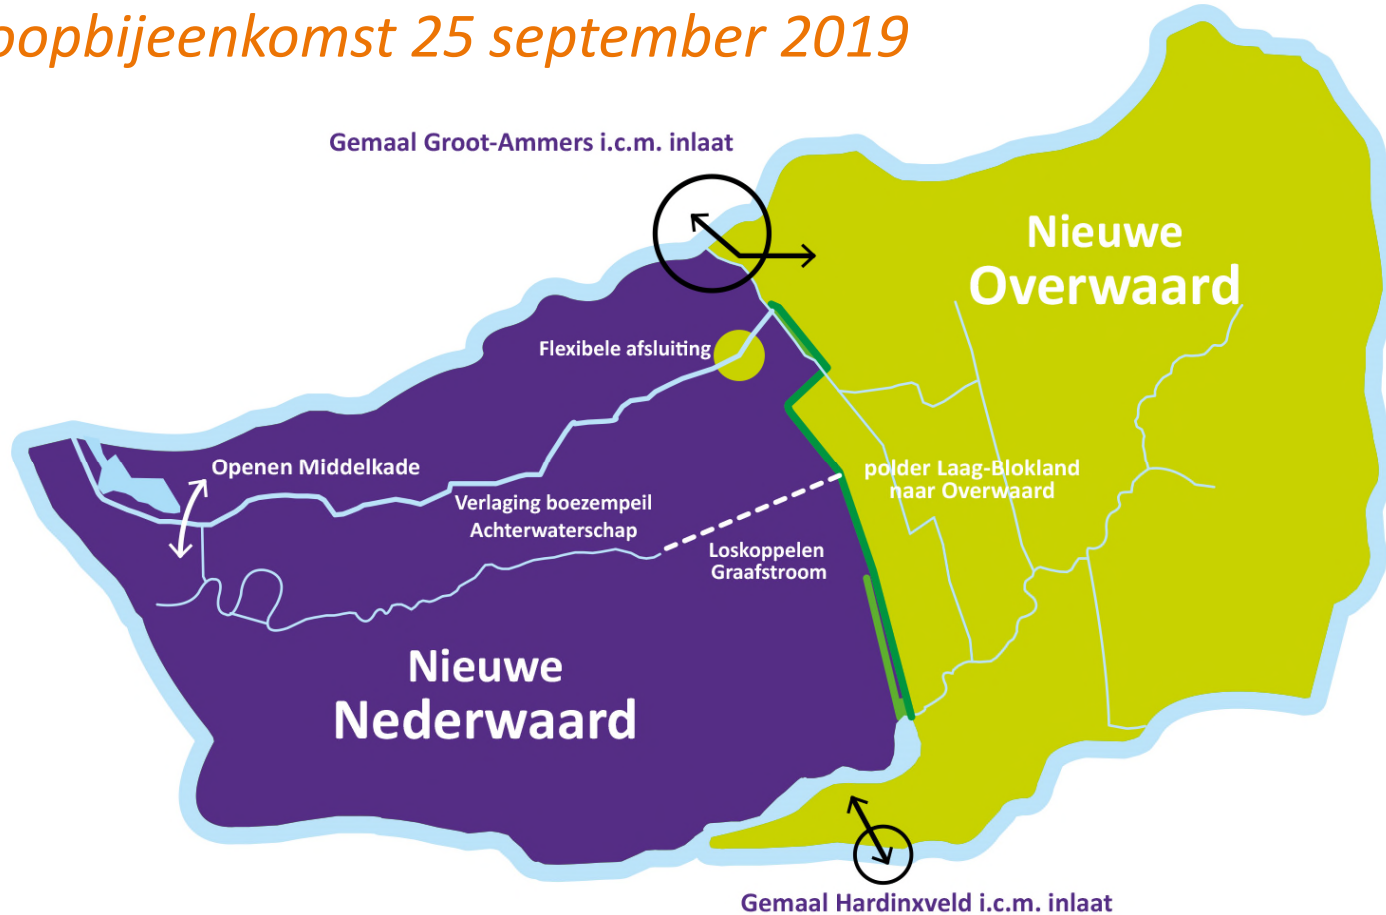 oopbijeenkomst 25 september 2019
Gemaal Groot-Ammers i.c.m. inlaat
Nieuwe
Overwaard
Flexibele afsluiting
Openen Middelkade
polder Laag-Blokland
naar Overwaard
Verlaging boezempeil
Achterwaterschap
Loskoppelen
Graafstroom
Nieuwe
Nederwaard
Gemaal Hardinxveld i.c.m. inlaat